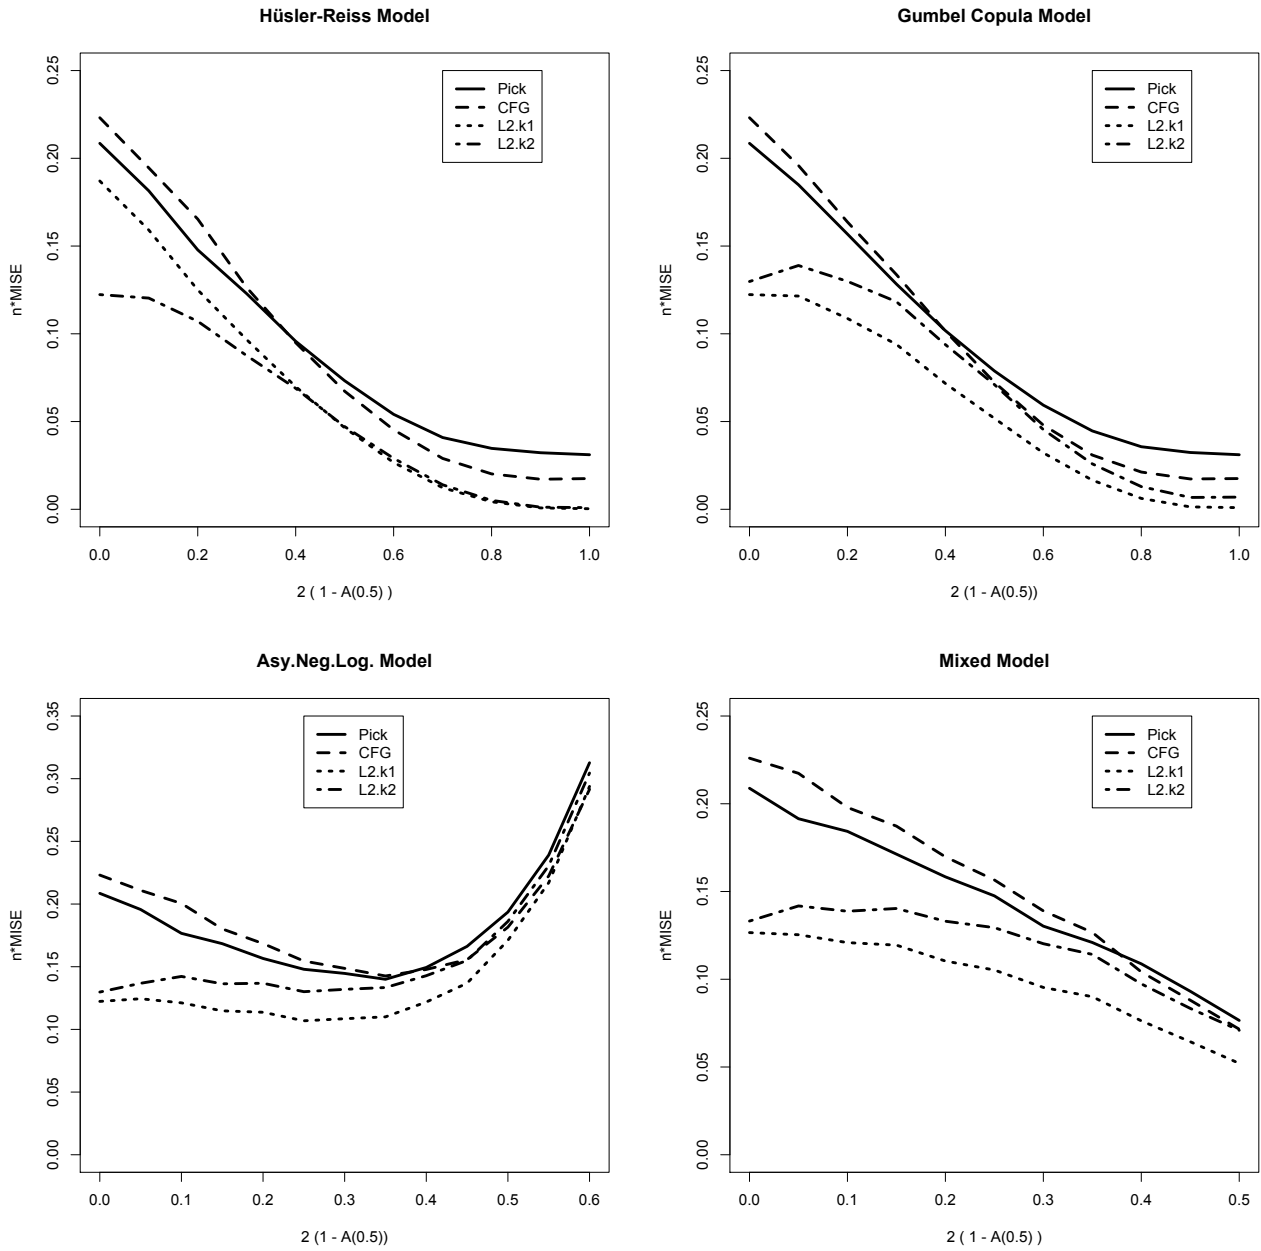 Hüsler-Reiss Model
n*MISE
0.25
0.20
0.15
0.10
0.05
0.00
Pick
CFG
L2.k1
L2.k2
0.0 0.2 0.4 0.6 0.8 1.0
2 ( 1 - A(0.5) )
Gumbel Copula Model
n*MISE
0.25
0.20
0.15
0.10
0.05
0.00
Pick
CFG
L2.k1
L2.k2
0.0 0.2 0.4 0.6 0.8 1.0
2 (1 - A(0.5))
Asy.Neg.Log. Model
n*MISE
0.35
0.30
0.25
0.20
0.15
0.10
0.05
0.00
Pick
CFG
L2.k1
L2.k2
0.0 0.1 0.2 0.3 0.4 0.5 0.6
2 (1 - A(0.5))
Mixed Model
n*MISE
0.25
0.20
0.15
0.10
0.05
0.00
Pick
CFG
L2.k1
L2.k2
0.0 0.1 0.2 0.3 0.4 0.5
2 ( 1 - A(0.5) )